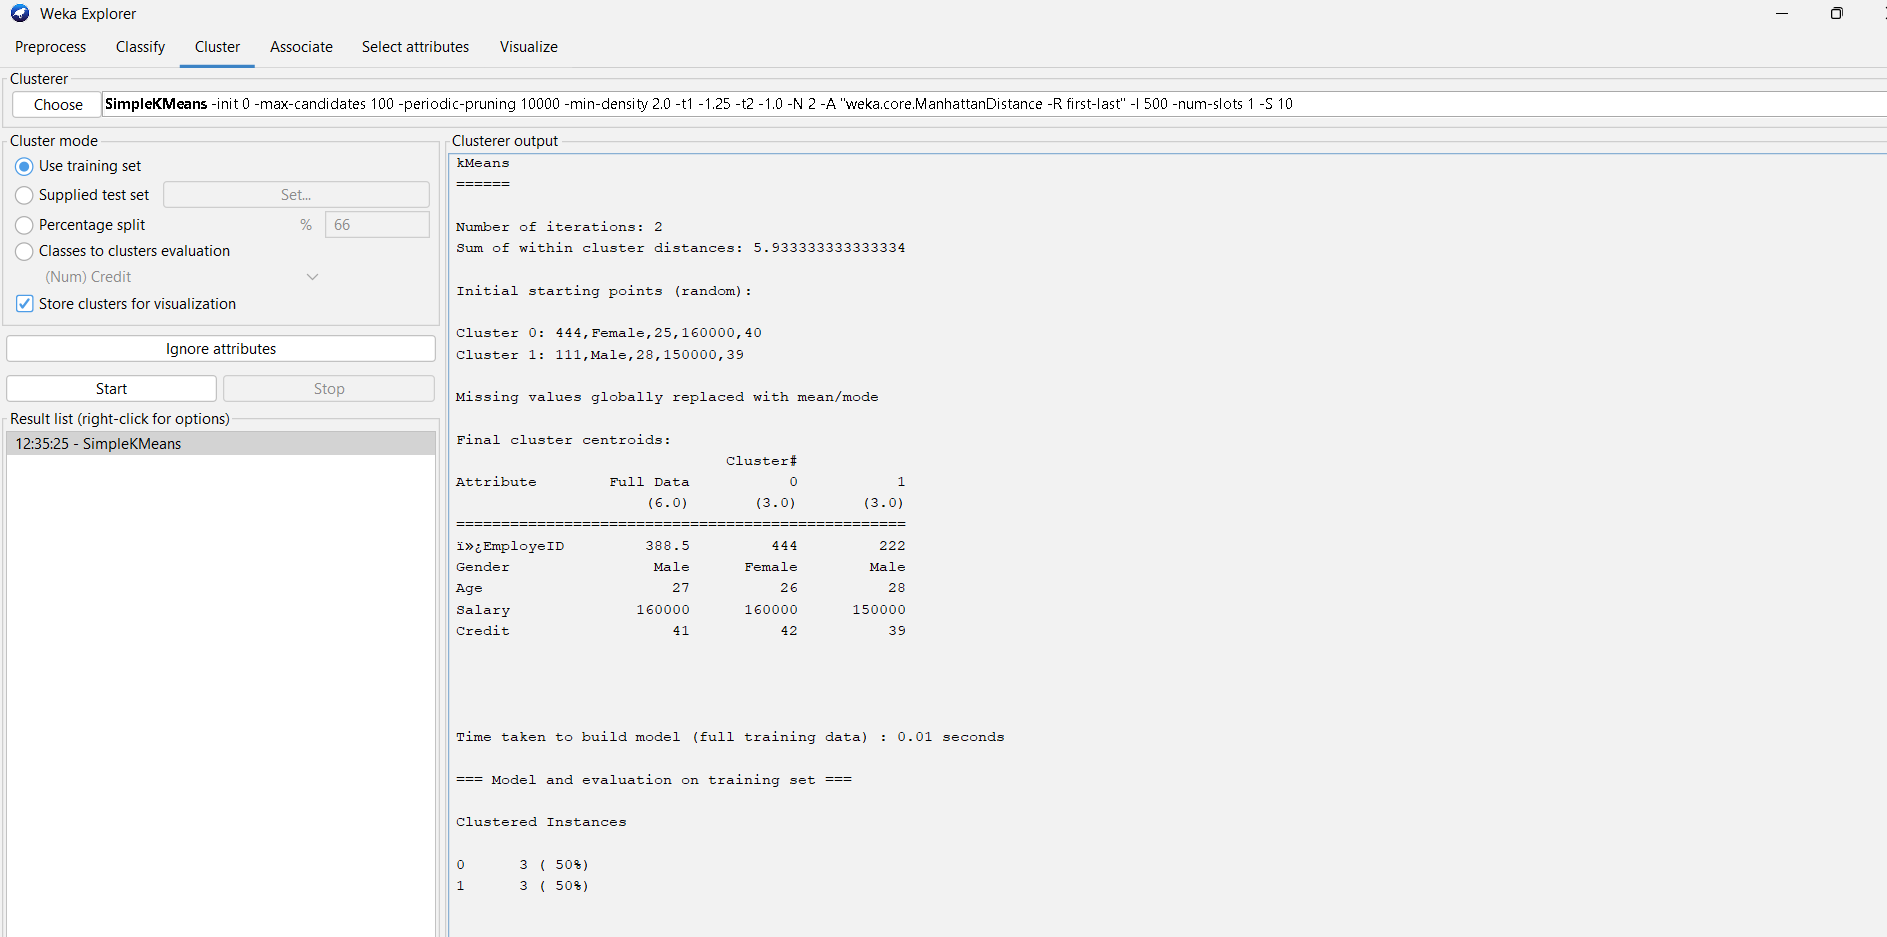 Weka Explorer
Preprocess Classify Cluster Associate Select attributes Visualize
Clusterer
Choose SimpleKMeans -init 0 -max-candidates 100 -periodic-pruning 10000 -min-density 2.0 -t1 -1.25 -t2 -1.0 -N 2 -A "weka.core.ManhattanDistance -R first-last" -I 500 -num-slots 1 -S 10
Cluster mode
Use training set
Supplied test set Set...
Percentage split % 66
Classes to clusters evaluation
(Num) Credit
Store clusters for visualization
Ignore attributes
Start Stop
Result list (right-click for options)
12:35:25 - SimpleKMeans
Clusterer output
kMeans
======
Number of iterations: 2
Sum of within cluster distances: 5.933333333333334
Initial starting points (random):
Cluster 0: 444,Female,25,160000,40
Cluster 1: 111,Male,28,150000,39
Missing values globally replaced with mean/mode
Final cluster centroids:
Cluster#
Attribute Full Data 0 1
(6.0) (3.0) (3.0)
==================================================
ï»¿EmployeID 388.5 444 222
Gender Male Female Male
Age 27 26 28
Salary 160000 160000 150000
Credit 41 42 39
Time taken to build model (full training data) : 0.01 seconds
=== Model and evaluation on training set ===
Clustered Instances
0 3 ( 50%)
1 3 ( 50%)